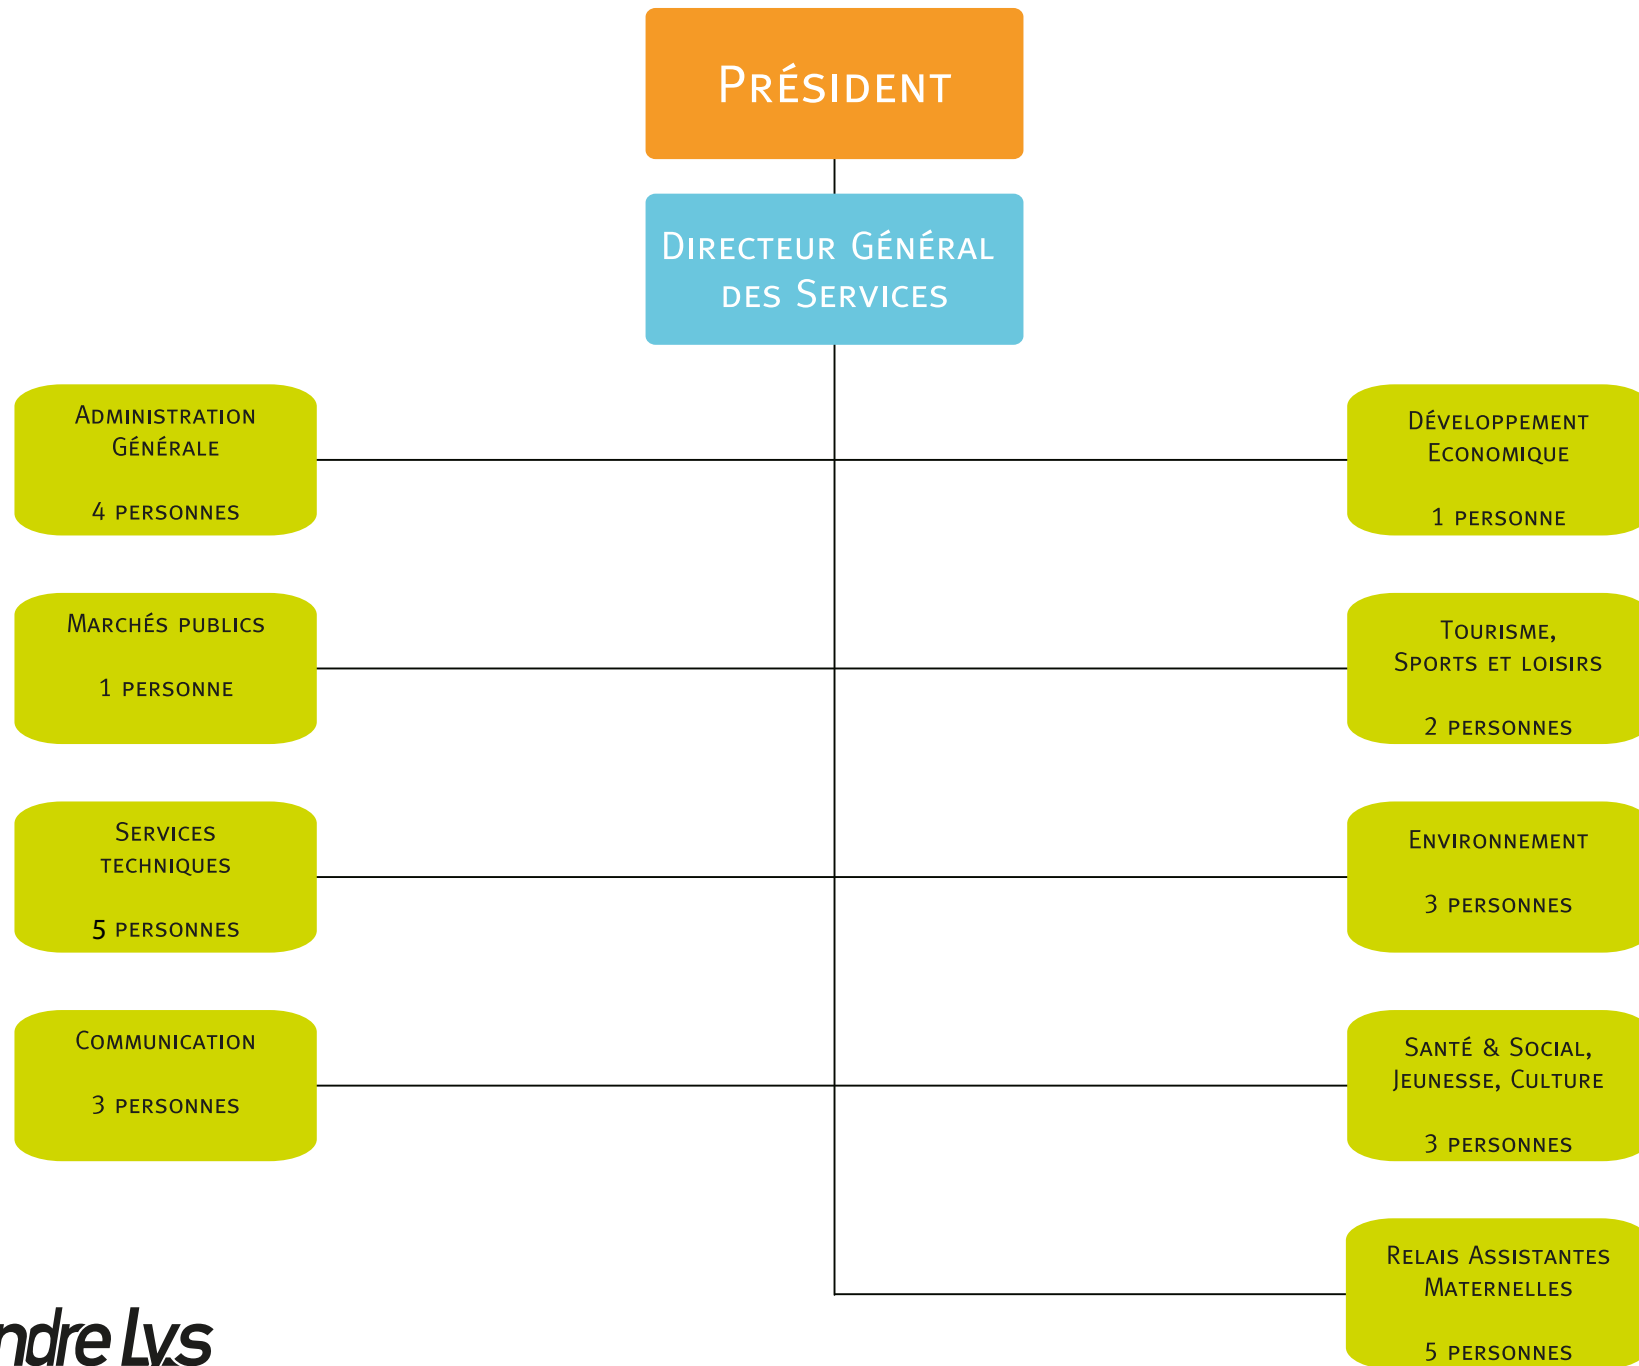 Président
Directeur Général
des Services
Administration
Générale
4 personnes
Développement
Economique
1 personne
Marchés publics
1 personne
Tourisme,
Sports et loisirs
2 personnes
Services
techniques
5 personnes
Environnement
3 personnes
Communication
3 personnes
Santé & Social,
Jeunesse, Culture
3 personnes
Relais Assistantes
Maternelles
5 personnes
Lys